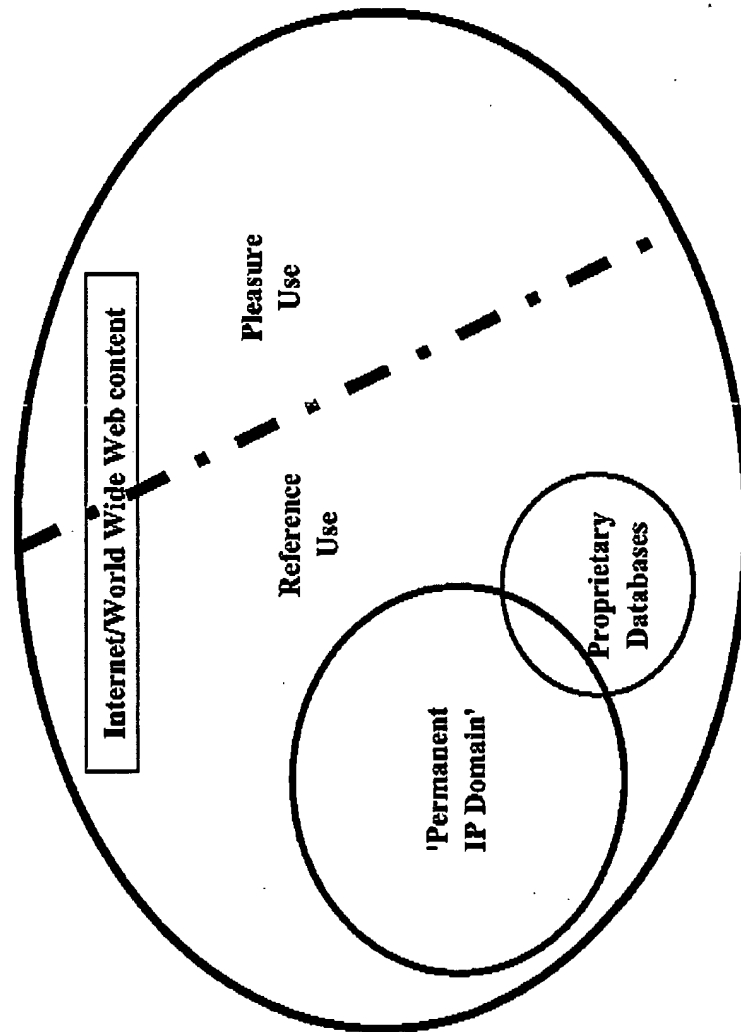 Internet/World Wide Web content
Reference
Use
Pleasure
Use
'Permanent
IP Domain'
Proprietary
Databases